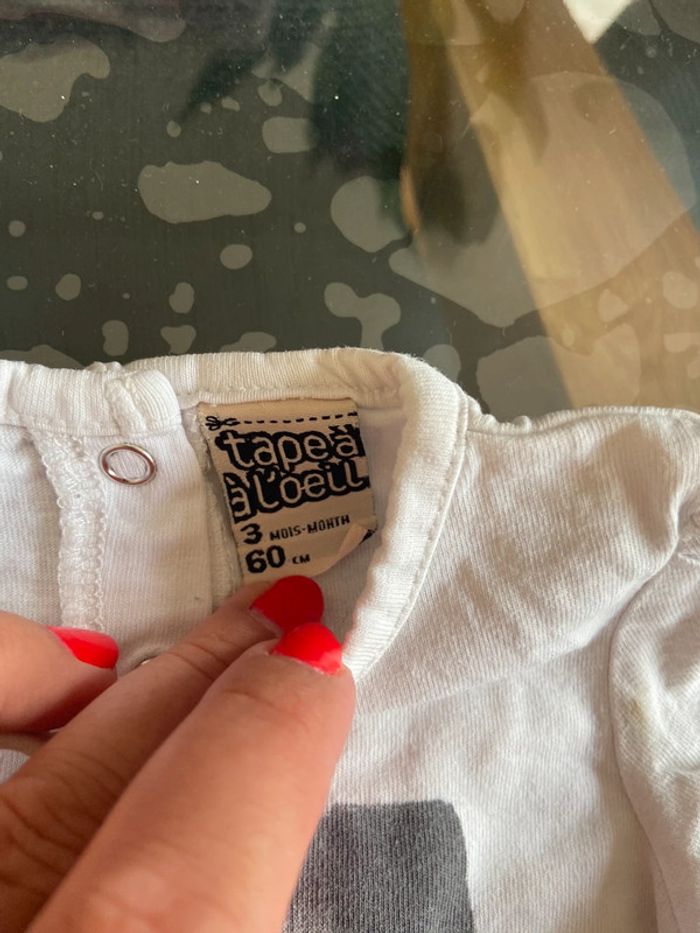 tape à
à l'oeil
3 MOIS-MONTH
60 CM